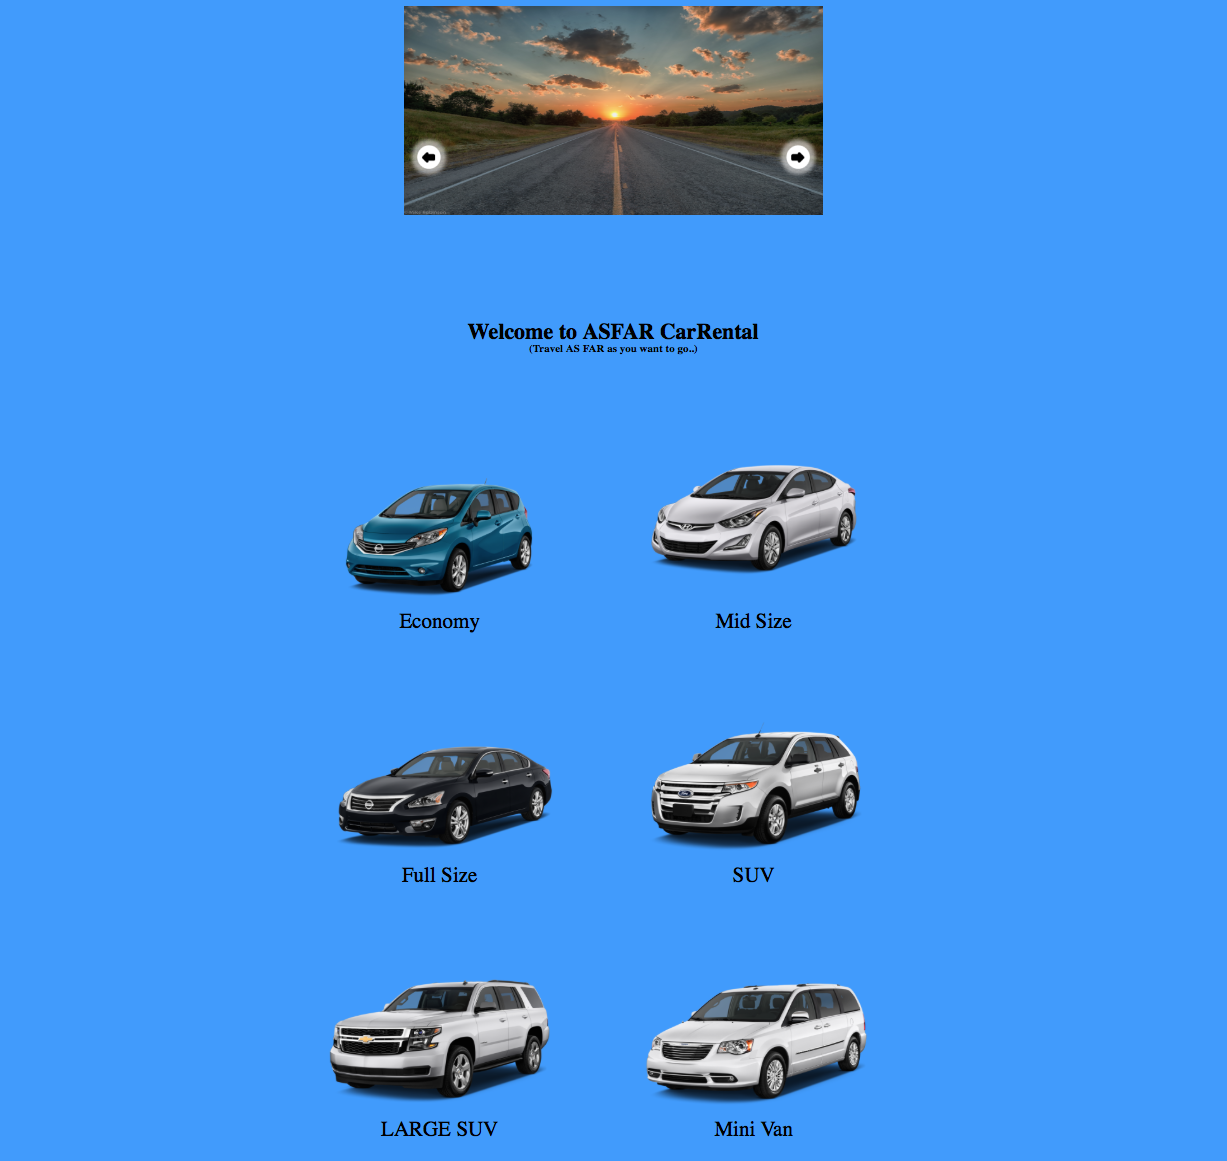 Welcome to ASFAR CarRental
(Travel AS FAR as you want to go..)
Economy
Mid Size
Full Size
SUV
LARGE SUV
Mini Van